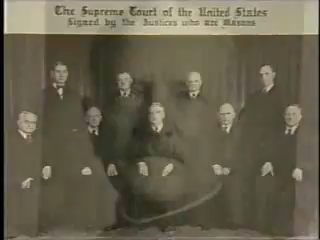 The Supreme Court of the United States
Signed by the Justices who are Masons